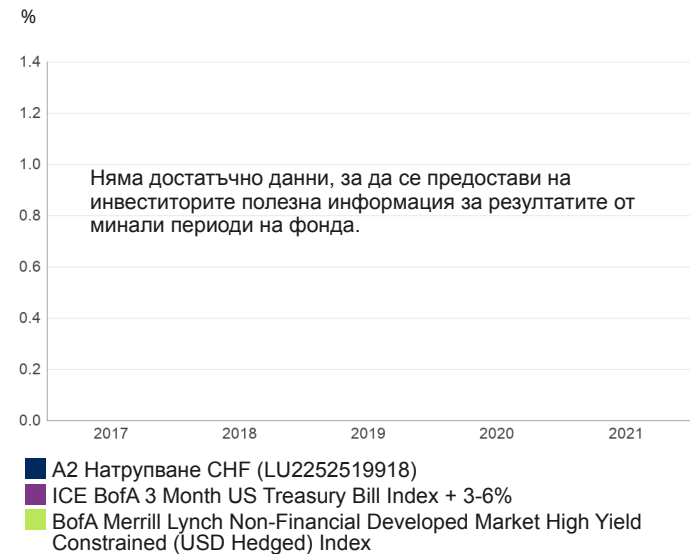 %
1.4
1.2
1.0
0.8
0.6
0.4
0.2
0.0
Няма достатъчно данни, за да се предостави на
инвеститорите полезна информация за резултатите от
минали периоди на фонда.
2017 2018 2019 2020 2021
A2 Натрупване CHF (LU2252519918)
ICE BofA 3 Month US Treasury Bill Index + 3-6%
BofA Merrill Lynch Non-Financial Developed Market High Yield
Constrained (USD Hedged) Index